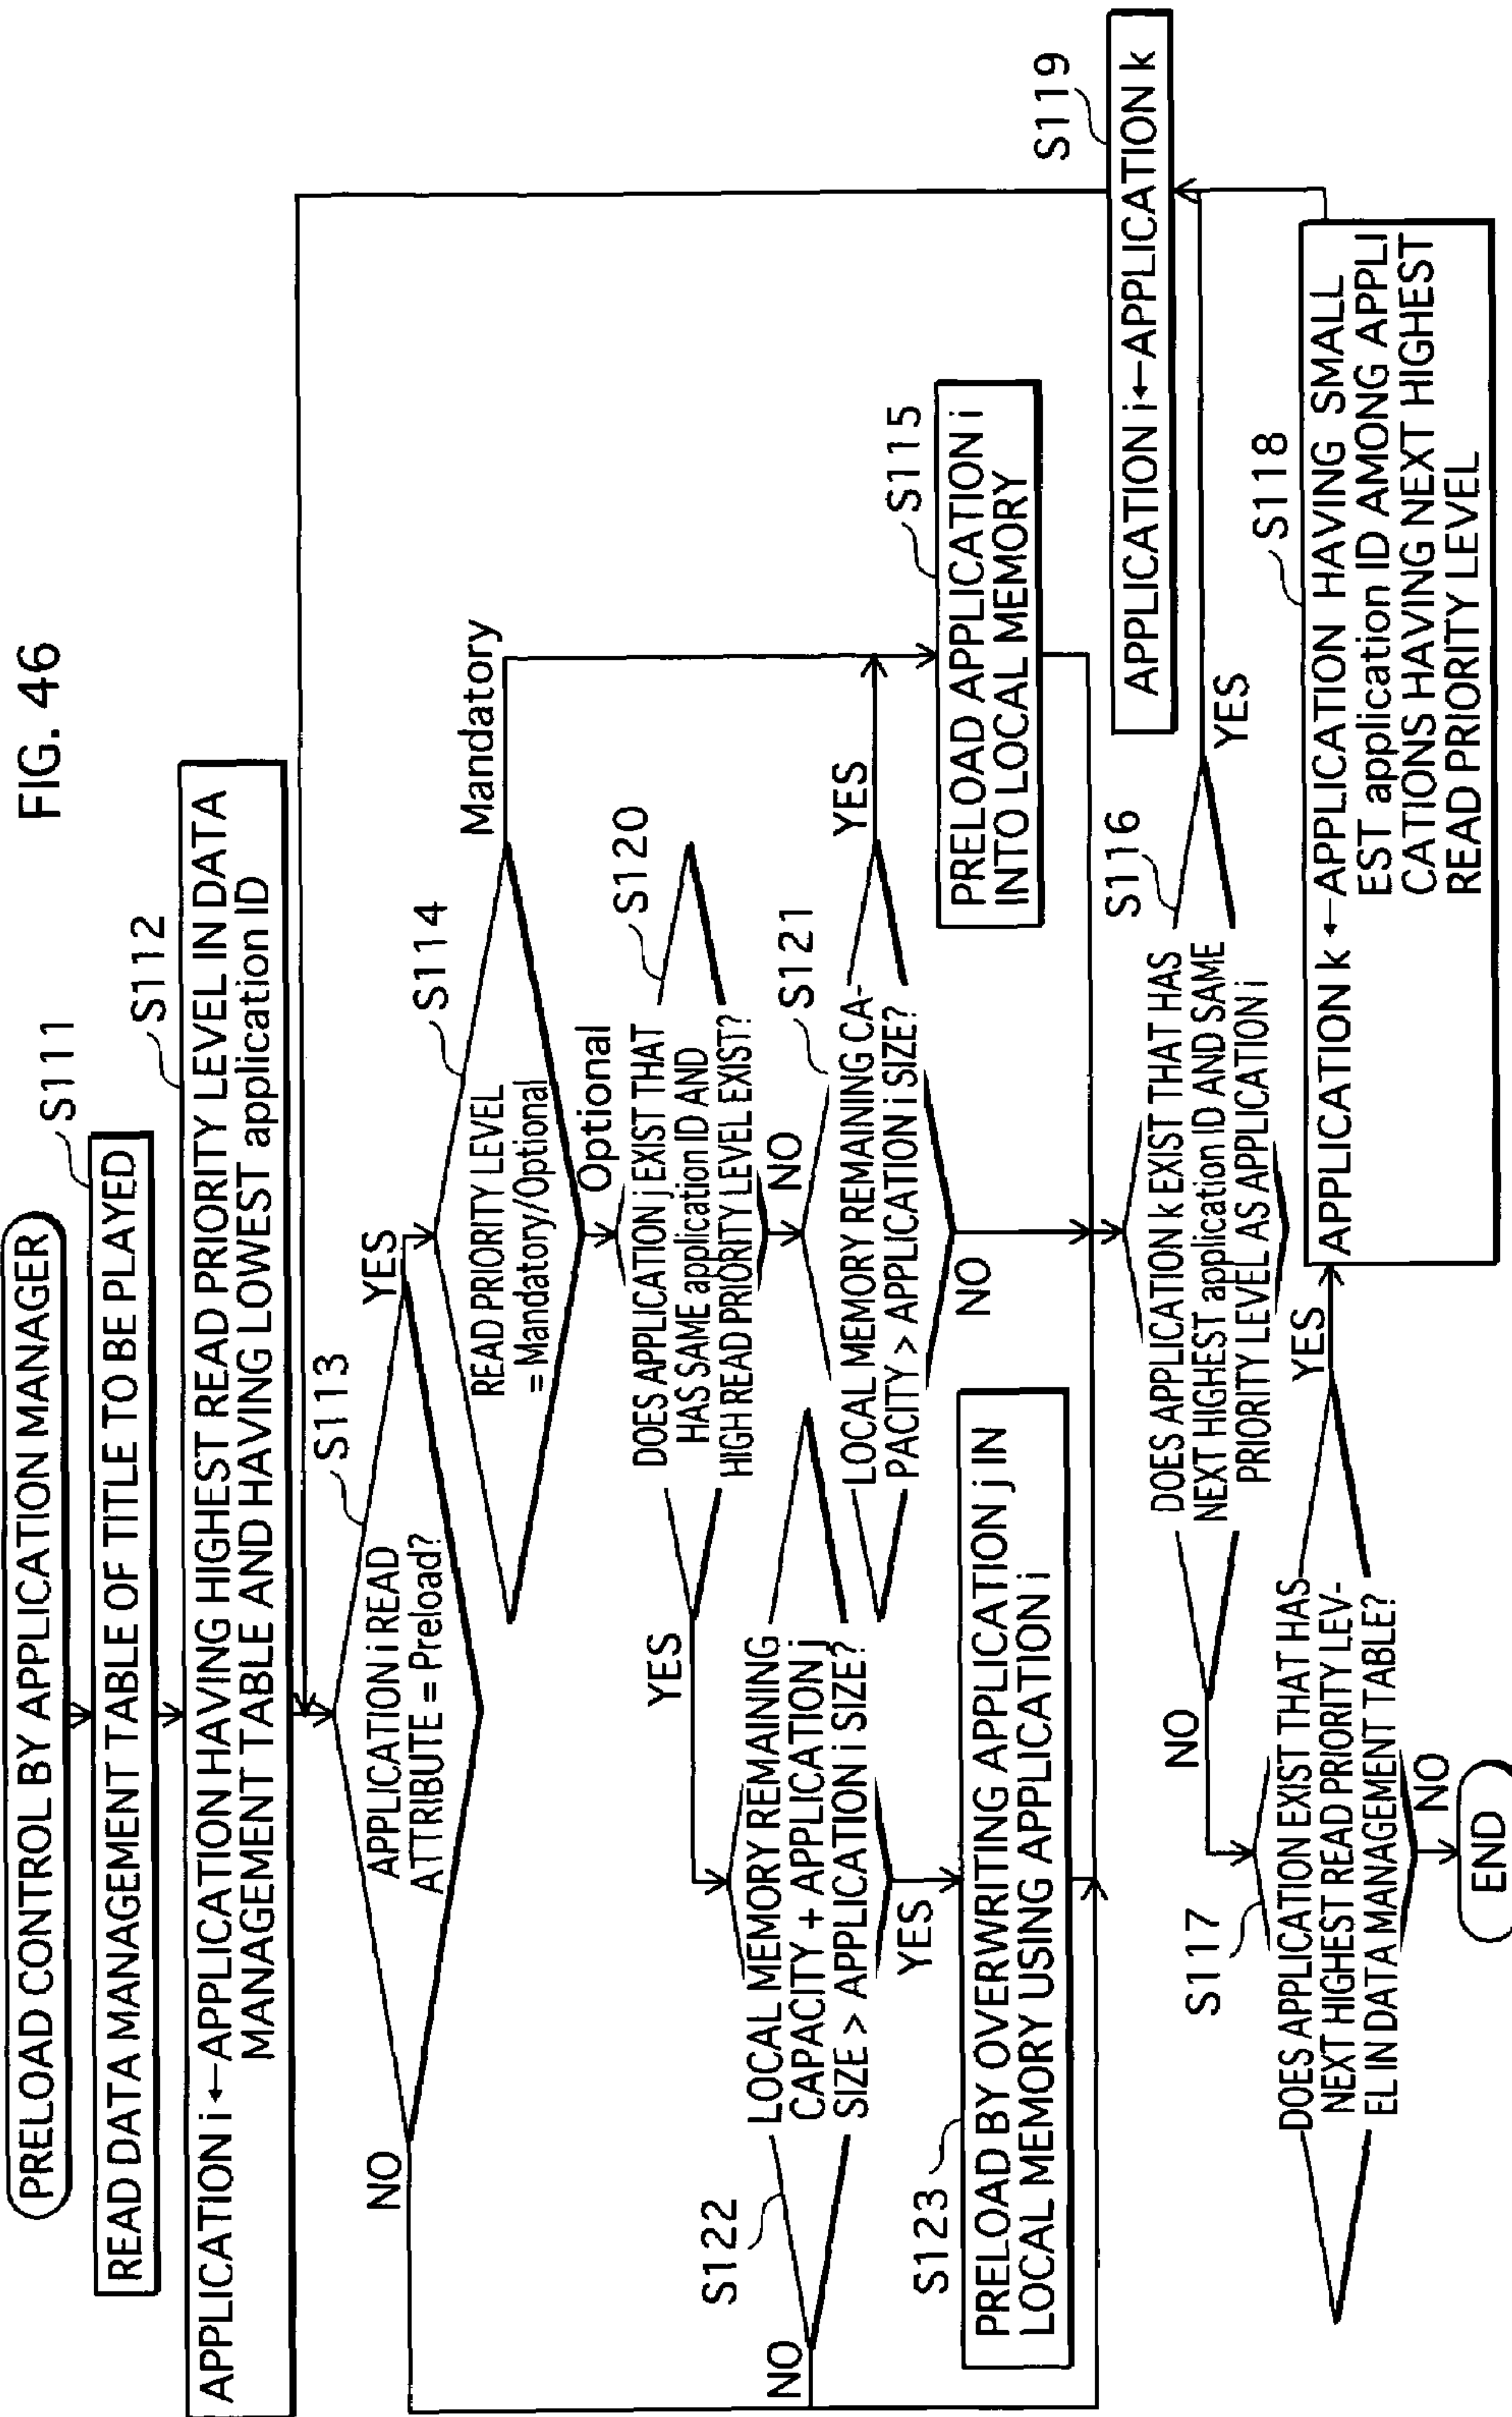 FIG. 46
PRELOAD CONTROL BY APPLICATION MANAGER
S111
READ DATA MANAGEMENT TABLE OF TITLE TO BE PLAYED
S112
APPLICATION i ← APPLICATION HAVING HIGHEST READ PRIORITY LEVEL IN DATA
MANAGEMENT TABLE AND HAVING LOWEST application ID
S113
APPLICATION i READ
ATTRIBUTE = Preload?
NO
YES
S114
READ PRIORITY LEVEL
= Mandatory/Optional
Mandatory
Optional
S120
DOES APPLICATION j EXIST THAT
HAS SAME application ID AND
HIGH READ PRIORITY LEVEL EXIST?
YES
NO
S122
LOCAL MEMORY REMAINING
CAPACITY + APPLICATION j
SIZE > APPLICATION i SIZE?
NO
YES
S121
LOCAL MEMORY REMAINING CA-
PACITY > APPLICATION i SIZE?
YES
NO
S123
PRELOAD BY OVERWRITING APPLICATION j IN
LOCAL MEMORY USING APPLICATION i
S115
PRELOAD APPLICATION i
INTO LOCAL MEMORY
S116
DOES APPLICATION k EXIST THAT HAS
NEXT HIGHEST application ID AND SAME
PRIORITY LEVEL AS APPLICATION i
NO
YES
S119
APPLICATION i ← APPLICATION k
S117
DOES APPLICATION EXIST THAT HAS
NEXT HIGHEST READ PRIORITY LEV-
EL IN DATA MANAGEMENT TABLE?
YES
NO
S118
APPLICATION k ← APPLICATION HAVING SMALL
EST application ID AMONG APPLI
CATIONS HAVING NEXT HIGHEST
READ PRIORITY LEVEL
END